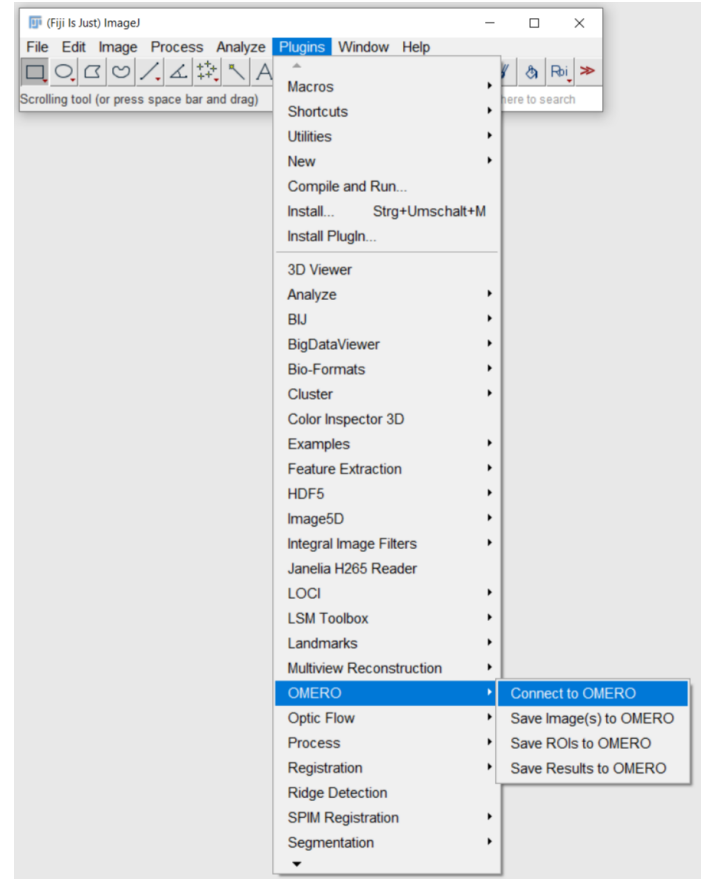 (Fiji Is Just) ImageJ
File Edit Image Process Analyze Plugins Window Help
A
Scrolling tool (or press space bar and drag)
here to search
Macros
Shortcuts
Utilities
New
Compile and Run...
Install... Strg+Umschalt+M
Install PlugIn...
3D Viewer
Analyze
BIJ
BigDataViewer
Bio-Formats
Cluster
Color Inspector 3D
Examples
Feature Extraction
HDF5
Image5D
Integral Image Filters
Janelia H265 Reader
LOCI
LSM Toolbox
Landmarks
Multiview Reconstruction
OMERO
Connect to OMERO
Optic Flow
Save Image(s) to OMERO
Process
Save ROIs to OMERO
Registration
Save Results to OMERO
Ridge Detection
SPIM Registration
Segmentation